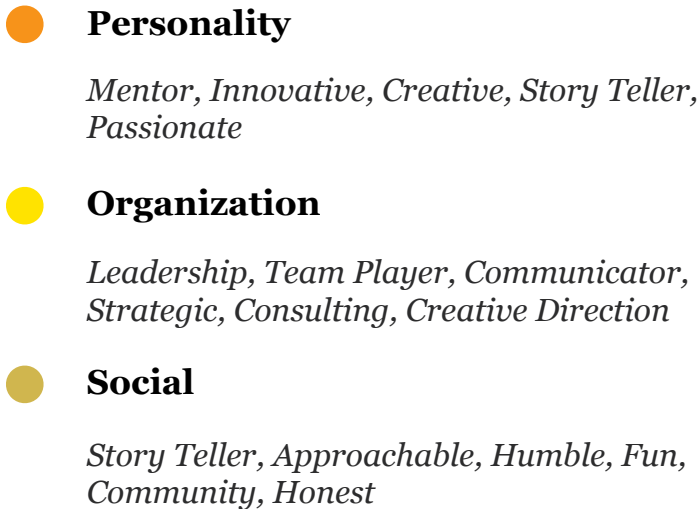 Personality
Mentor, Innovative, Creative, Story Teller,
Passionate
Organization
Leadership, Team Player, Communicator,
Strategic, Consulting, Creative Direction
Social
Story Teller, Approachable, Humble, Fun,
Community, Honest